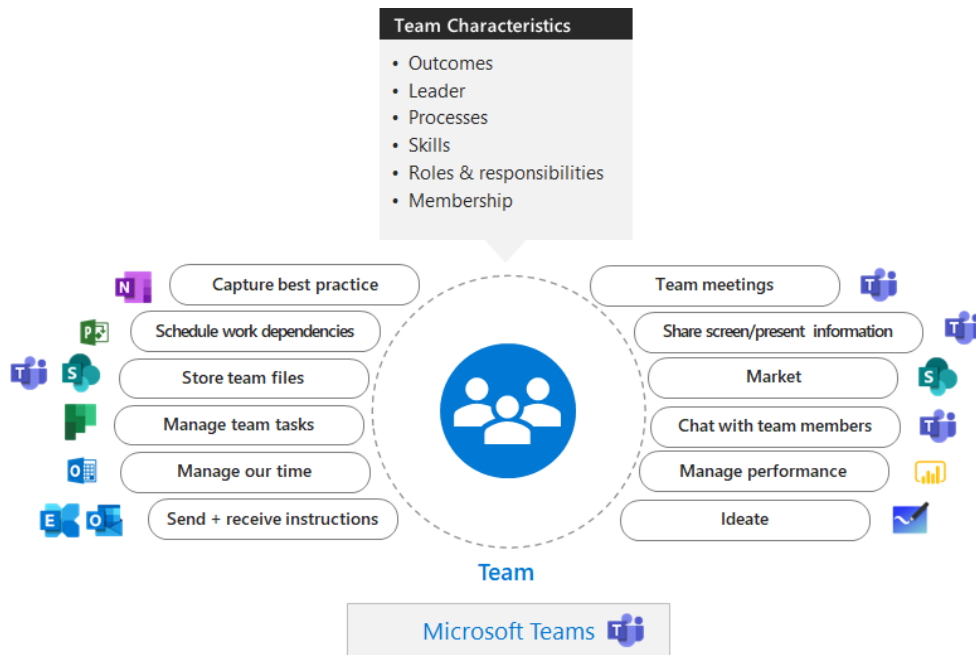 Team Characteristics
• Outcomes
• Leader
• Processes
• Skills
• Roles & responsibilities
• Membership
N
Capture best practice
P
Schedule work dependencies
T
S
Store team files
Manage team tasks
O
Manage our time
E
O
Send + receive instructions
Team meetings
T
Share screen/present information
T
Market
S
Chat with team members
T
Manage performance
Ideate
Team
Microsoft Teams
T